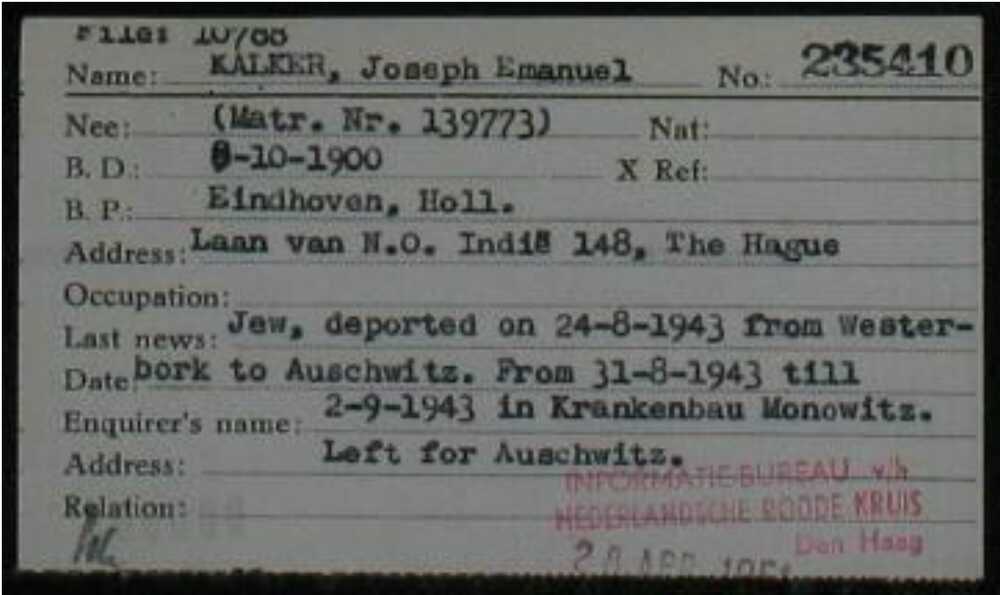 File: 10788
Name: KALKER, Joseph Emanuel No.: 235410
Nee: (Matr. Nr. 139773) Nat:
B. D.: -10-1900 X Ref:
B. P.: Eindhoven, Holl.
Address: Laan van N.O. Indië 148, The Hague
Occupation:
Last news: Jew, deported on 24-8-1943 from Wester-
Date bork to Auschwitz. From 31-8-1943 till
Enquirer's name: 2-9-1943 in Krankenbau Monowitz.
Address: Left for Auschwitz.
INFORMATIE-BUREAU v/h
Relation: NEDERLANDSCHE ROODE KRUIS
Den Haag
APR